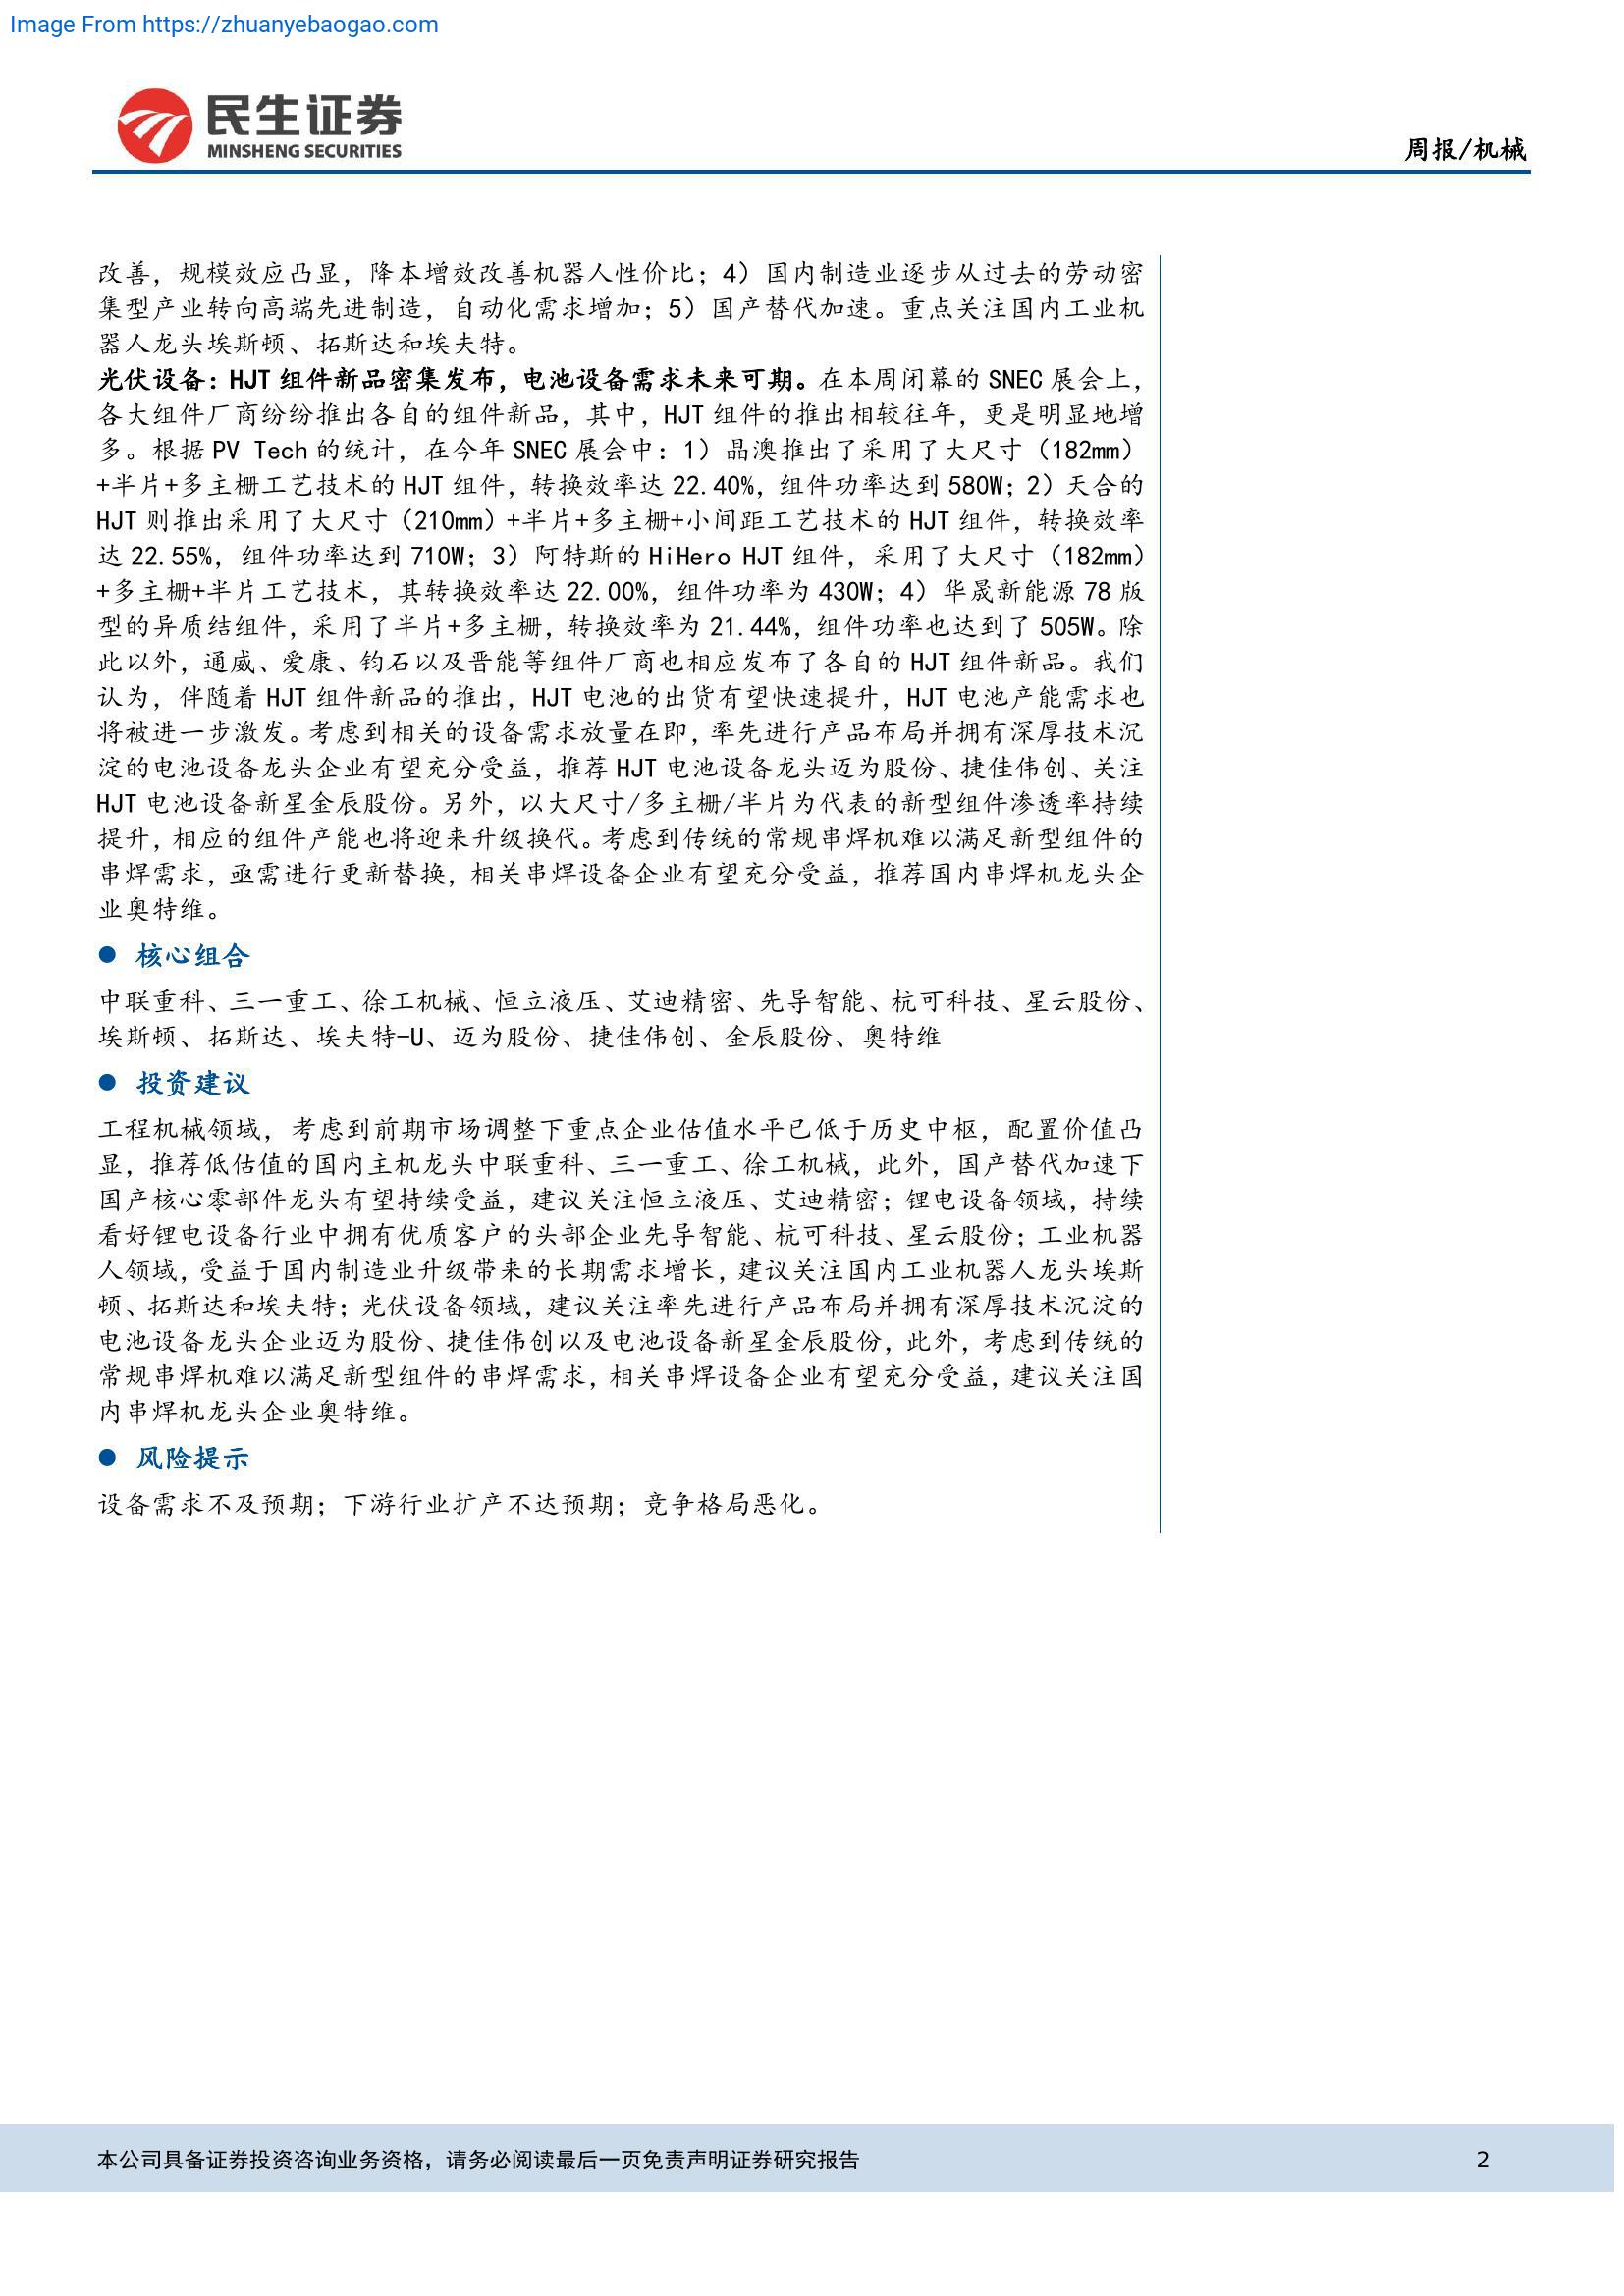 Image From https://zhuanyebaogao.com
民生证券
MINSHENG SECURITIES
周报/机械
改善，规模效应凸显，降本增效改善机器人性价比；4）国内制造业逐步从过去的劳动密
集型产业转向高端先进制造，自动化需求增加；5）国产替代加速。重点关注国内工业机
器人龙头埃斯顿、拓斯达和埃夫特。
光伏设备：HJT 组件新品密集发布，电池设备需求未来可期。在本周闭幕的 SNEC 展会上，
各大组件厂商纷纷推出各自的组件新品，其中，HJT 组件的推出相较往年，更是明显地增
多。根据 PV Tech 的统计，在今年 SNEC 展会中：1）晶澳推出了采用了大尺寸（182mm）
+半片+多主栅工艺技术的 HJT 组件，转换效率达 22.40%，组件功率达到 580W；2）天合的
HJT 则推出采用了大尺寸（210mm）+半片+多主栅+小间距工艺技术的 HJT 组件，转换效率
达 22.55%，组件功率达到 710W；3）阿特斯的 HiHero HJT 组件，采用了大尺寸（182mm）
+多主栅+半片工艺技术，其转换效率达 22.00%，组件功率为 430W；4）华晟新能源 78 版
型的异质结组件，采用了半片+多主栅，转换效率为 21.44%，组件功率也达到了 505W。除
此以外，通威、爱康、钧石以及晋能等组件厂商也相应发布了各自的 HJT 组件新品。我们
认为，伴随着 HJT 组件新品的推出，HJT 电池的出货有望快速提升，HJT 电池产能需求也
将被进一步激发。考虑到相关的设备需求放量在即，率先进行产品布局并拥有深厚技术沉
淀的电池设备龙头企业有望充分受益，推荐 HJT 电池设备龙头迈为股份、捷佳伟创、关注
HJT 电池设备新星金辰股份。另外，以大尺寸/多主栅/半片为代表的新型组件渗透率持续
提升，相应的组件产能也将迎来升级换代。考虑到传统的常规串焊机难以满足新型组件的
串焊需求，亟需进行更新替换，相关串焊设备企业有望充分受益，推荐国内串焊机龙头企
业奥特维。
● 核心组合
中联重科、三一重工、徐工机械、恒立液压、艾迪精密、先导智能、杭可科技、星云股份、
埃斯顿、拓斯达、埃夫特-U、迈为股份、捷佳伟创、金辰股份、奥特维
● 投资建议
工程机械领域，考虑到前期市场调整下重点企业估值水平已低于历史中枢，配置价值凸
显，推荐低估值的国内主机龙头中联重科、三一重工、徐工机械，此外，国产替代加速下
国产核心零部件龙头有望持续受益，建议关注恒立液压、艾迪精密；锂电设备领域，持续
看好锂电设备行业中拥有优质客户的头部企业先导智能、杭可科技、星云股份；工业机器
人领域，受益于国内制造业升级带来的长期需求增长，建议关注国内工业机器人龙头埃斯
顿、拓斯达和埃夫特；光伏设备领域，建议关注率先进行产品布局并拥有深厚技术沉淀的
电池设备龙头企业迈为股份、捷佳伟创以及电池设备新星金辰股份，此外，考虑到传统的
常规串焊机难以满足新型组件的串焊需求，相关串焊设备企业有望充分受益，建议关注国
内串焊机龙头企业奥特维。
● 风险提示
设备需求不及预期；下游行业扩产不达预期；竞争格局恶化。
本公司具备证券投资咨询业务资格，请务必阅读最后一页免责声明证券研究报告
2